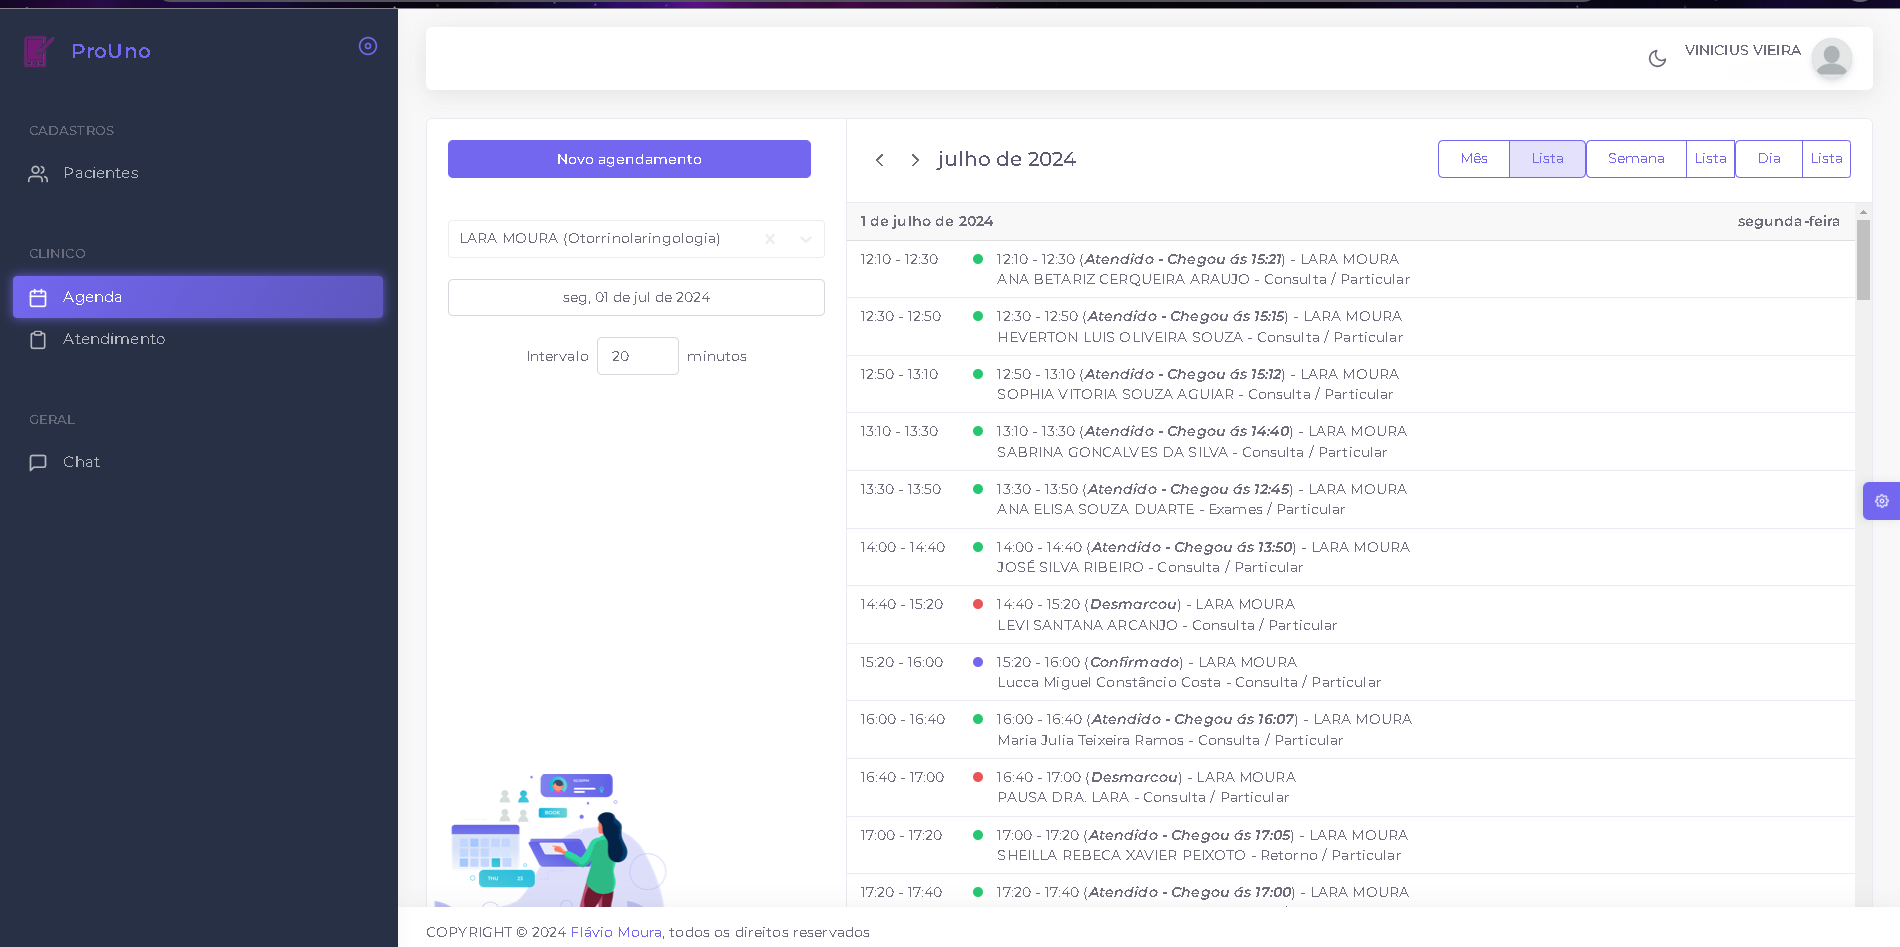 ProUno
VINICIUS VIEIRA
CADASTROS
Pacientes
CLINICO
Agenda
Atendimento
GERAL
Chat
Novo agendamento
LARA MOURA (Otorrinolaringologia)
seg, 01 de jul de 2024
Intervalo 20 minutos
BOOK
THU 23
julho de 2024
Mês Lista Semana Lista Dia Lista
1 de julho de 2024 segunda-feira
12:10 - 12:30 12:10 - 12:30 (Atendido - Chegou ás 15:21) - LARA MOURA
ANA BETARIZ CERQUEIRA ARAUJO - Consulta / Particular
12:30 - 12:50 12:30 - 12:50 (Atendido - Chegou ás 15:15) - LARA MOURA
HEVERTON LUIS OLIVEIRA SOUZA - Consulta / Particular
12:50 - 13:10 12:50 - 13:10 (Atendido - Chegou ás 15:12) - LARA MOURA
SOPHIA VITORIA SOUZA AGUIAR - Consulta / Particular
13:10 - 13:30 13:10 - 13:30 (Atendido - Chegou ás 14:40) - LARA MOURA
SABRINA GONCALVES DA SILVA - Consulta / Particular
13:30 - 13:50 13:30 - 13:50 (Atendido - Chegou ás 12:45) - LARA MOURA
ANA ELISA SOUZA DUARTE - Exames / Particular
14:00 - 14:40 14:00 - 14:40 (Atendido - Chegou ás 13:50) - LARA MOURA
JOSÉ SILVA RIBEIRO - Consulta / Particular
14:40 - 15:20 14:40 - 15:20 (Desmarcou) - LARA MOURA
LEVI SANTANA ARCANJO - Consulta / Particular
15:20 - 16:00 15:20 - 16:00 (Confirmado) - LARA MOURA
Lucca Miguel Constâncio Costa - Consulta / Particular
16:00 - 16:40 16:00 - 16:40 (Atendido - Chegou ás 16:07) - LARA MOURA
Maria Julia Teixeira Ramos - Consulta / Particular
16:40 - 17:00 16:40 - 17:00 (Desmarcou) - LARA MOURA
PAUSA DRA. LARA - Consulta / Particular
17:00 - 17:20 17:00 - 17:20 (Atendido - Chegou ás 17:05) - LARA MOURA
SHEILLA REBECA XAVIER PEIXOTO - Retorno / Particular
17:20 - 17:40 17:20 - 17:40 (Atendido - Chegou ás 17:00) - LARA MOURA
COPYRIGHT © 2024 Flávio Moura, todos os direitos reservados